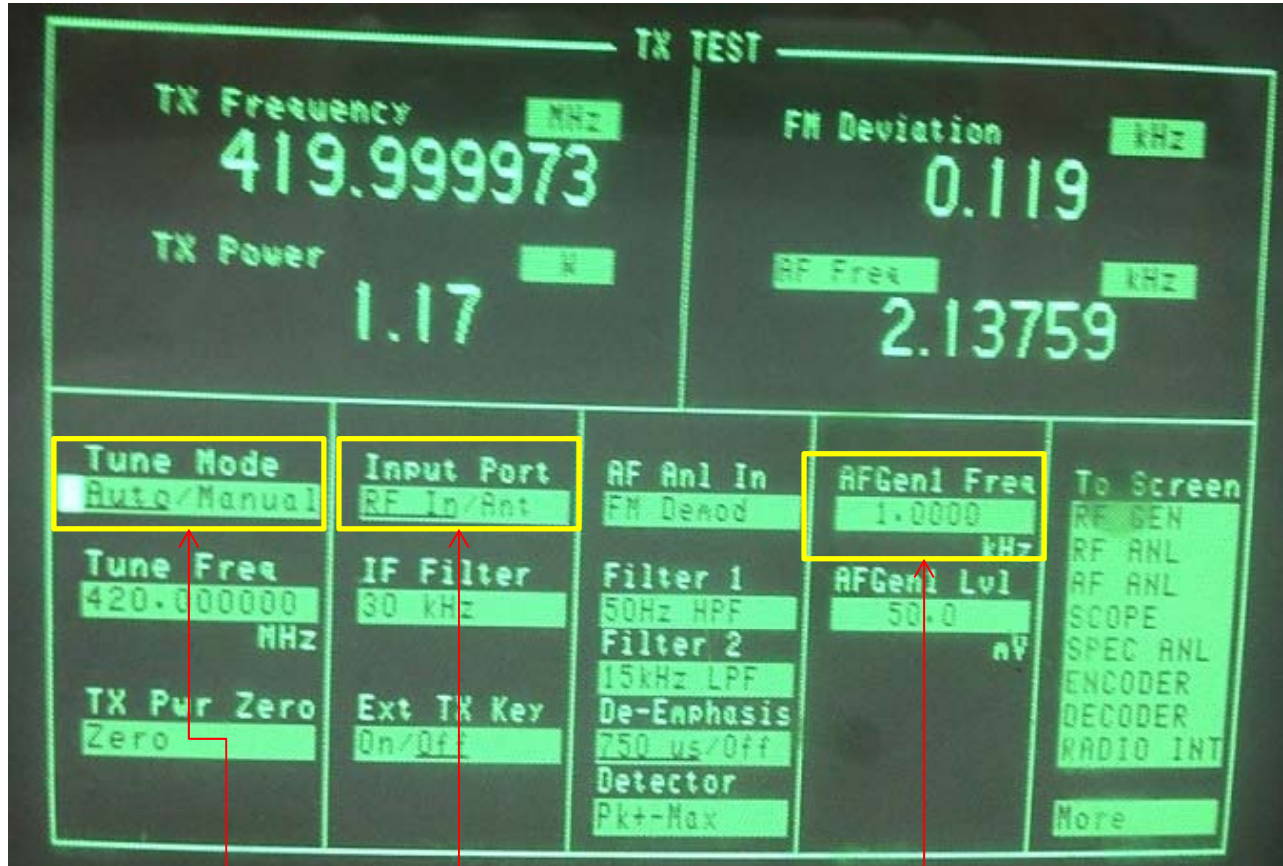 TX TEST
TX Frequency MHz
419.999973
TX Power W
1.17
FM Deviation kHz
0.119
AF Freq kHz
2.13759
Tune Mode
Auto/Manual
Tune Freq
420.000000
MHz
TX Pwr Zero
Zero
Input Port
RF In/Ant
IF Filter
30 kHz
Ext TX Key
On/Off
AF Anl In
FM Demod
Filter 1
50Hz HPF
Filter 2
15kHz LPF
De-Emphasis
750 us/Off
Detector
Pk+-Max
AFGen1 Freq
1.0000
kHz
AFGen1 Lvl
50.0
mV
To Screen
RF GEN
RF ANL
AF ANL
SCOPE
SPEC ANL
ENCODER
DECODER
RADIO INT
More